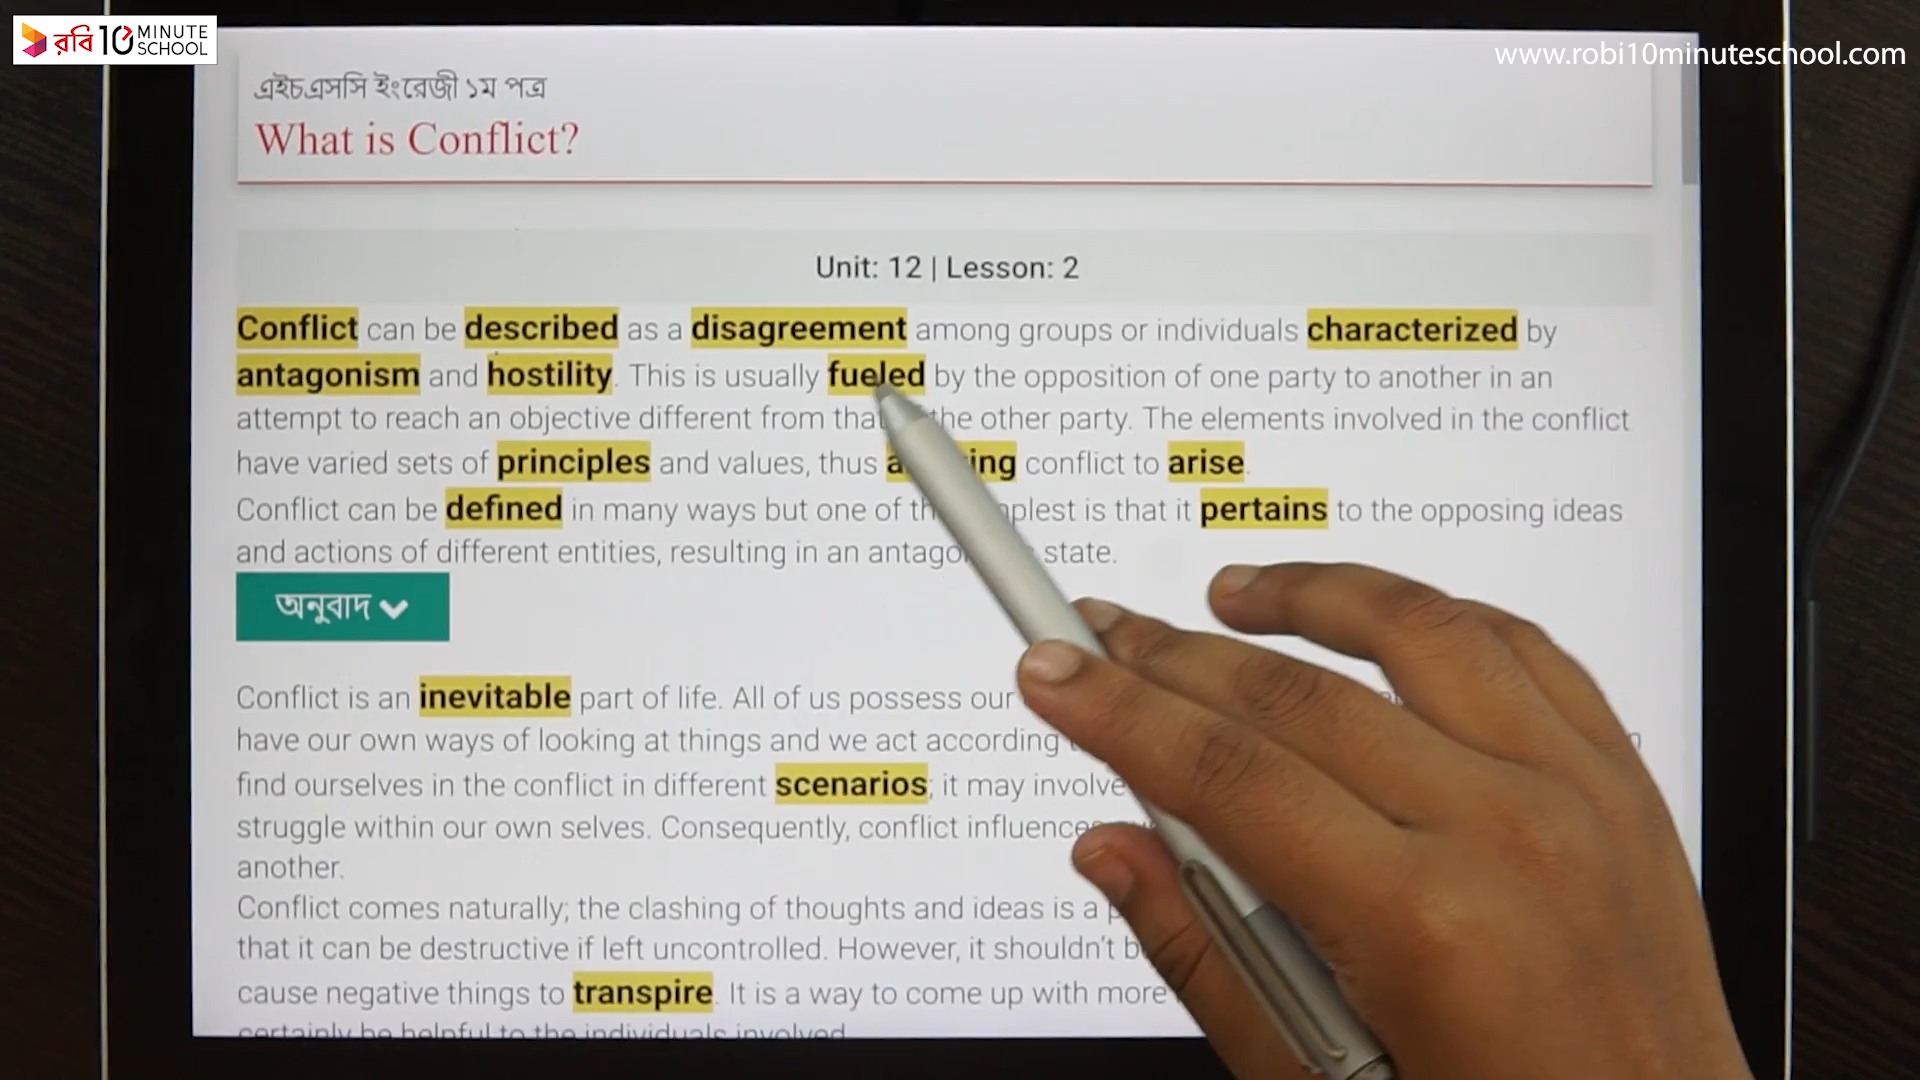 রবি 10 MINUTE SCHOOL
www.robi10minuteschool.com
এইচএসসি ইংরেজী ১ম পত্র
What is Conflict?
Unit: 12 | Lesson: 2
Conflict can be described as a disagreement among groups or individuals characterized by
antagonism and hostility. This is usually fueled by the opposition of one party to another in an
attempt to reach an objective different from that the other party. The elements involved in the conflict
have varied sets of principles and values, thus conflict to arise.
Conflict can be defined in many ways but one of is that it pertains to the opposing ideas
and actions of different entities, resulting in an state.
অনুবাদ
Conflict is an inevitable part of life. All of us possess our
have our own ways of looking at things and we act according
find ourselves in the conflict in different scenarios; it may involve
struggle within our own selves. Consequently, conflict influences
another.
Conflict comes naturally; the clashing of thoughts and ideas is a
that it can be destructive if left uncontrolled. However, it shouldn't
cause negative things to transpire. It is a way to come up with more
certainly be helpful to the individuals involved.